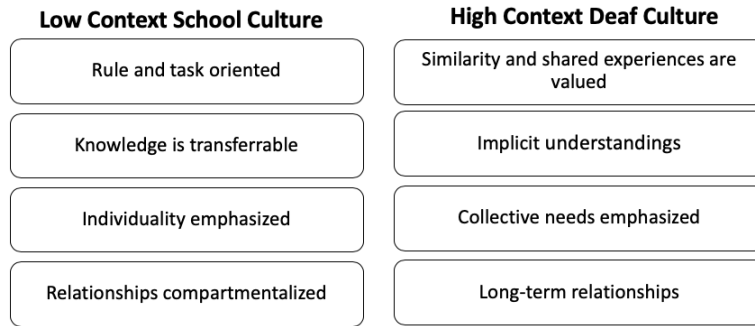 Low Context School Culture
Rule and task oriented
Knowledge is transferrable
Individuality emphasized
Relationships compartmentalized
High Context Deaf Culture
Similarity and shared experiences are
valued
Implicit understandings
Collective needs emphasized
Long-term relationships